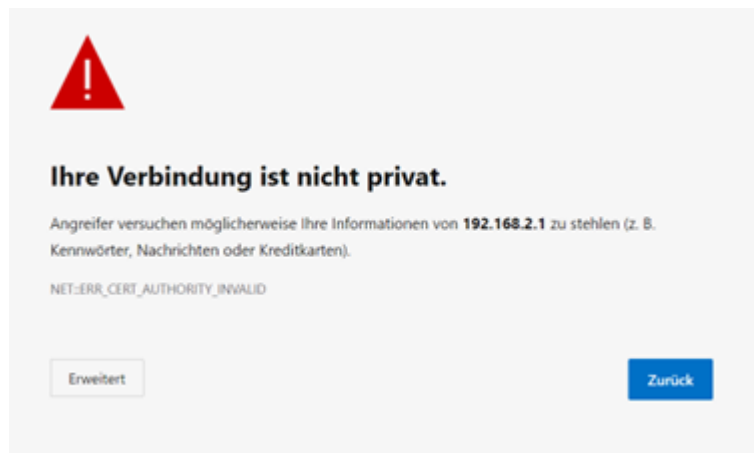 !
Ihre Verbindung ist nicht privat.
Angreifer versuchen möglicherweise Ihre Informationen von 192.168.2.1 zu stehlen (z. B.
Kennwörter, Nachrichten oder Kreditkarten).
NET::ERR_CERT_AUTHORITY_INVALID
Erweitert
Zurück